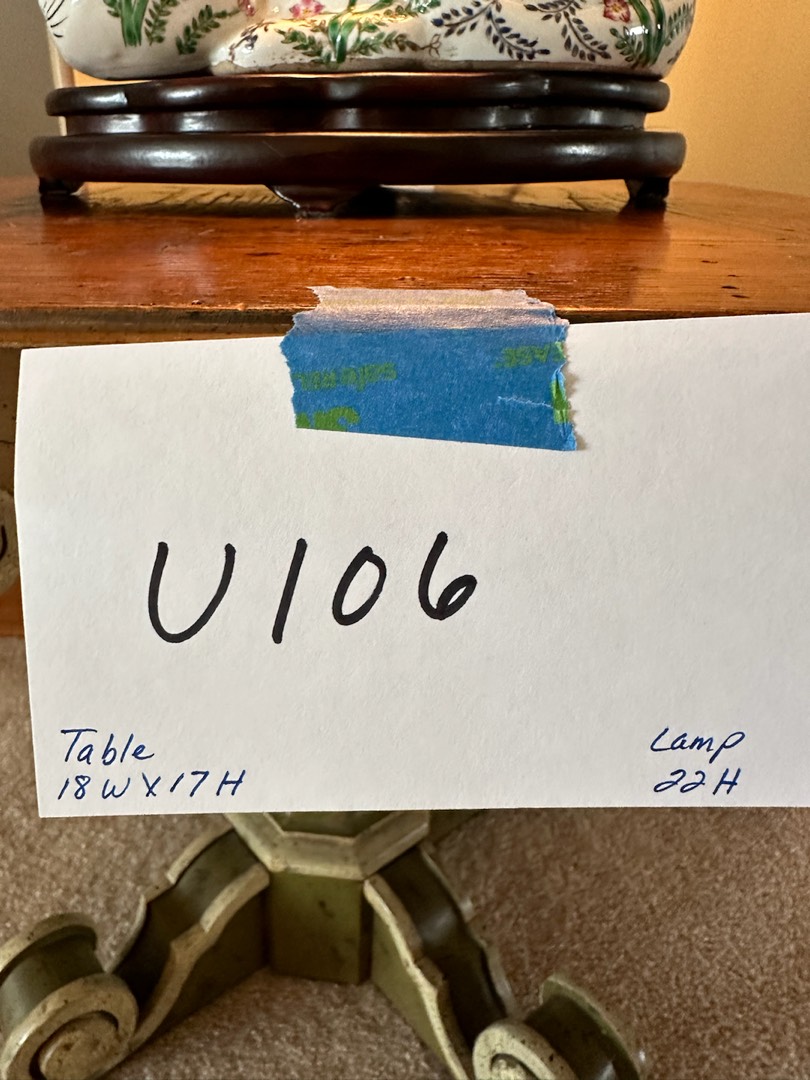 U106
Table
18W X 17H
Lamp
22H